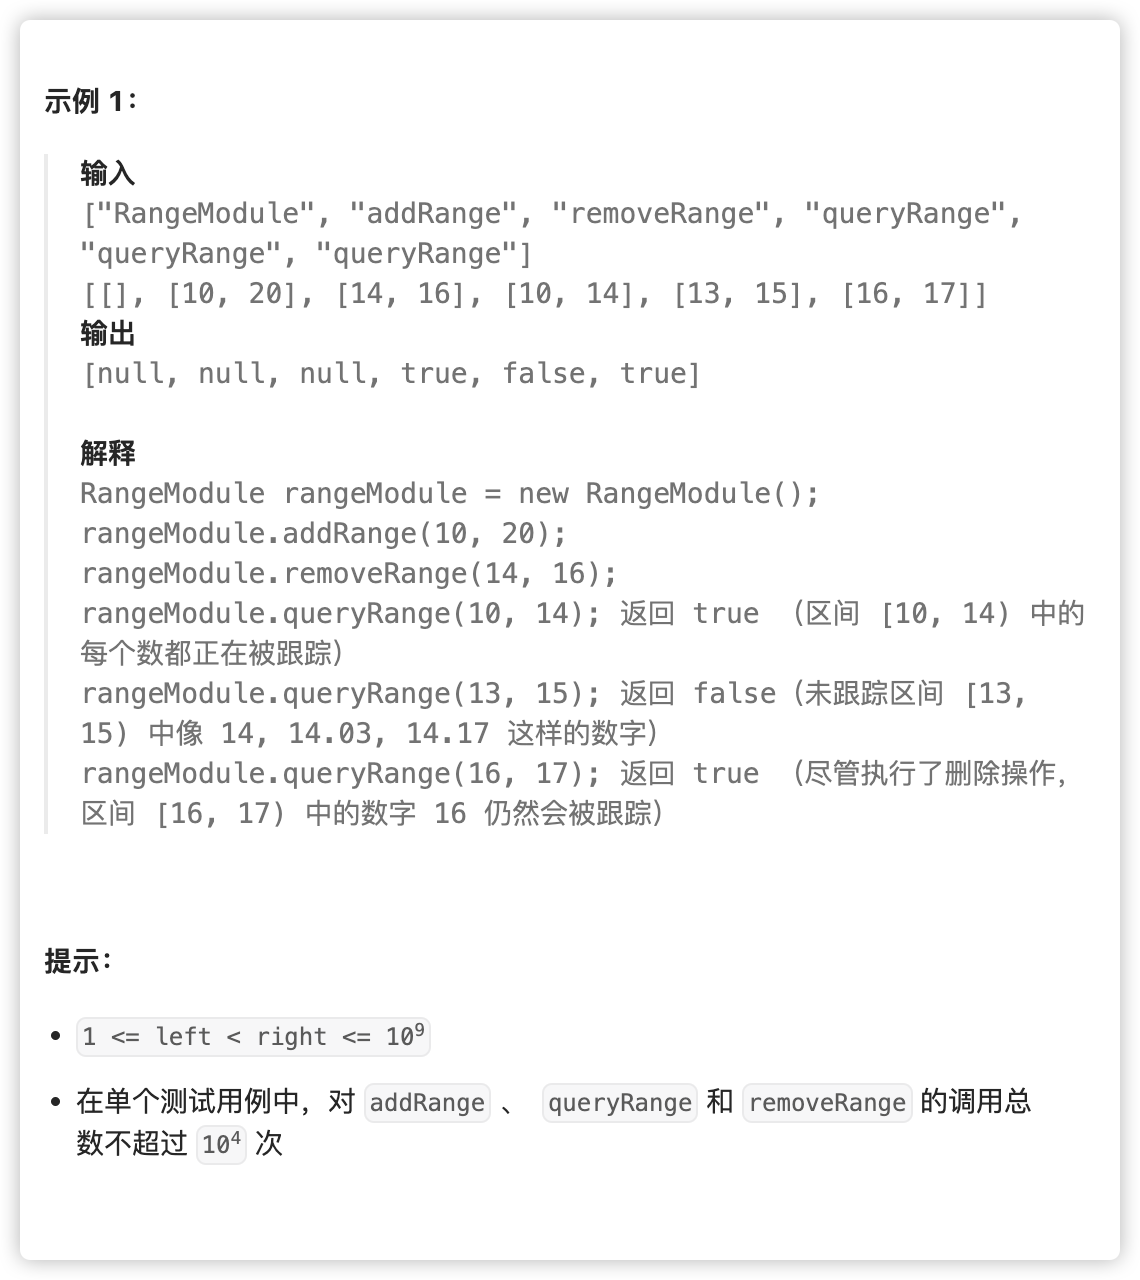 示例 1：
输入
["RangeModule", "addRange", "removeRange", "queryRange",
"queryRange", "queryRange"]
[[], [10, 20], [14, 16], [10, 14], [13, 15], [16, 17]]
输出
[null, null, null, true, false, true]
解释
RangeModule rangeModule = new RangeModule();
rangeModule.addRange(10, 20);
rangeModule.removeRange(14, 16);
rangeModule.queryRange(10, 14); 返回 true （区间 [10, 14) 中的
每个数都正在被跟踪）
rangeModule.queryRange(13, 15); 返回 false（未跟踪区间 [13,
15) 中像 14, 14.03, 14.17 这样的数字）
rangeModule.queryRange(16, 17); 返回 true （尽管执行了删除操作，
区间 [16, 17) 中的数字 16 仍然会被跟踪）
提示：
• 1 <= left < right <= 10⁹
• 在单个测试用例中，对 addRange 、 queryRange 和 removeRange 的调用总
数不超过 10⁴ 次